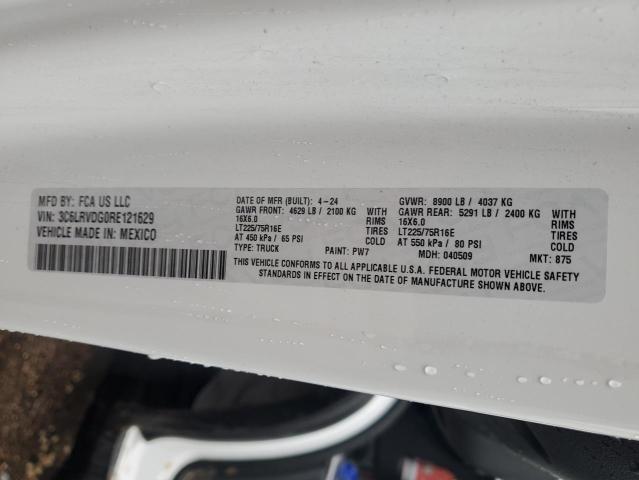 MFD BY: FCA US LLC
VIN: 3C6LRVDG0RE121629
VEHICLE MADE IN: MEXICO
DATE OF MFR (BUILT): 4-24
GAWR FRONT: 4629 LB / 2100 KG WITH
16X6.0 RIMS
LT225/75R16E TIRES
AT 450 kPa / 65 PSI COLD
TYPE: TRUCK PAINT: PW7
GVWR: 8900 LB / 4037 KG
GAWR REAR: 5291 LB / 2400 KG WITH
16X6.0 RIMS
LT225/75R16E TIRES
AT 550 kPa / 80 PSI COLD
MDH: 040509 MKT: 875
THIS VEHICLE CONFORMS TO ALL APPLICABLE U.S.A. FEDERAL MOTOR VEHICLE SAFETY
STANDARDS IN EFFECT ON THE DATE OF MANUFACTURE SHOWN ABOVE.